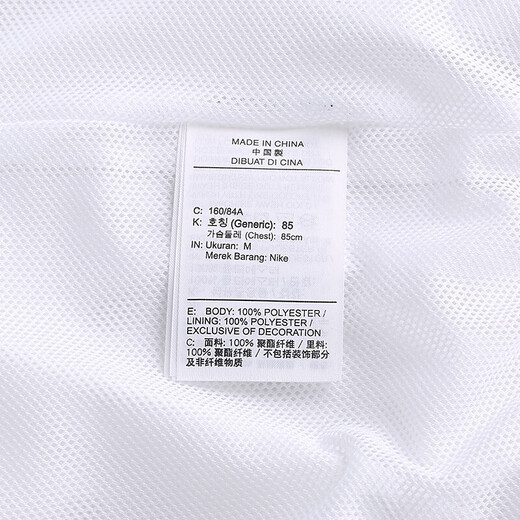 MADE IN CHINA
中国製
DIBUAT DI CINA
C: 160/84A
K: 호칭 (Generic): 85
가슴둘레 (Chest): 85cm
IN: Ukuran: M
Merek Barang: Nike
E: BODY: 100% POLYESTER /
LINING: 100% POLYESTER /
EXCLUSIVE OF DECORATION
C: 面料: 100% 聚酯纤维 / 里料:
100% 聚酯纤维 / 不包括装饰部分
及非纤维物质